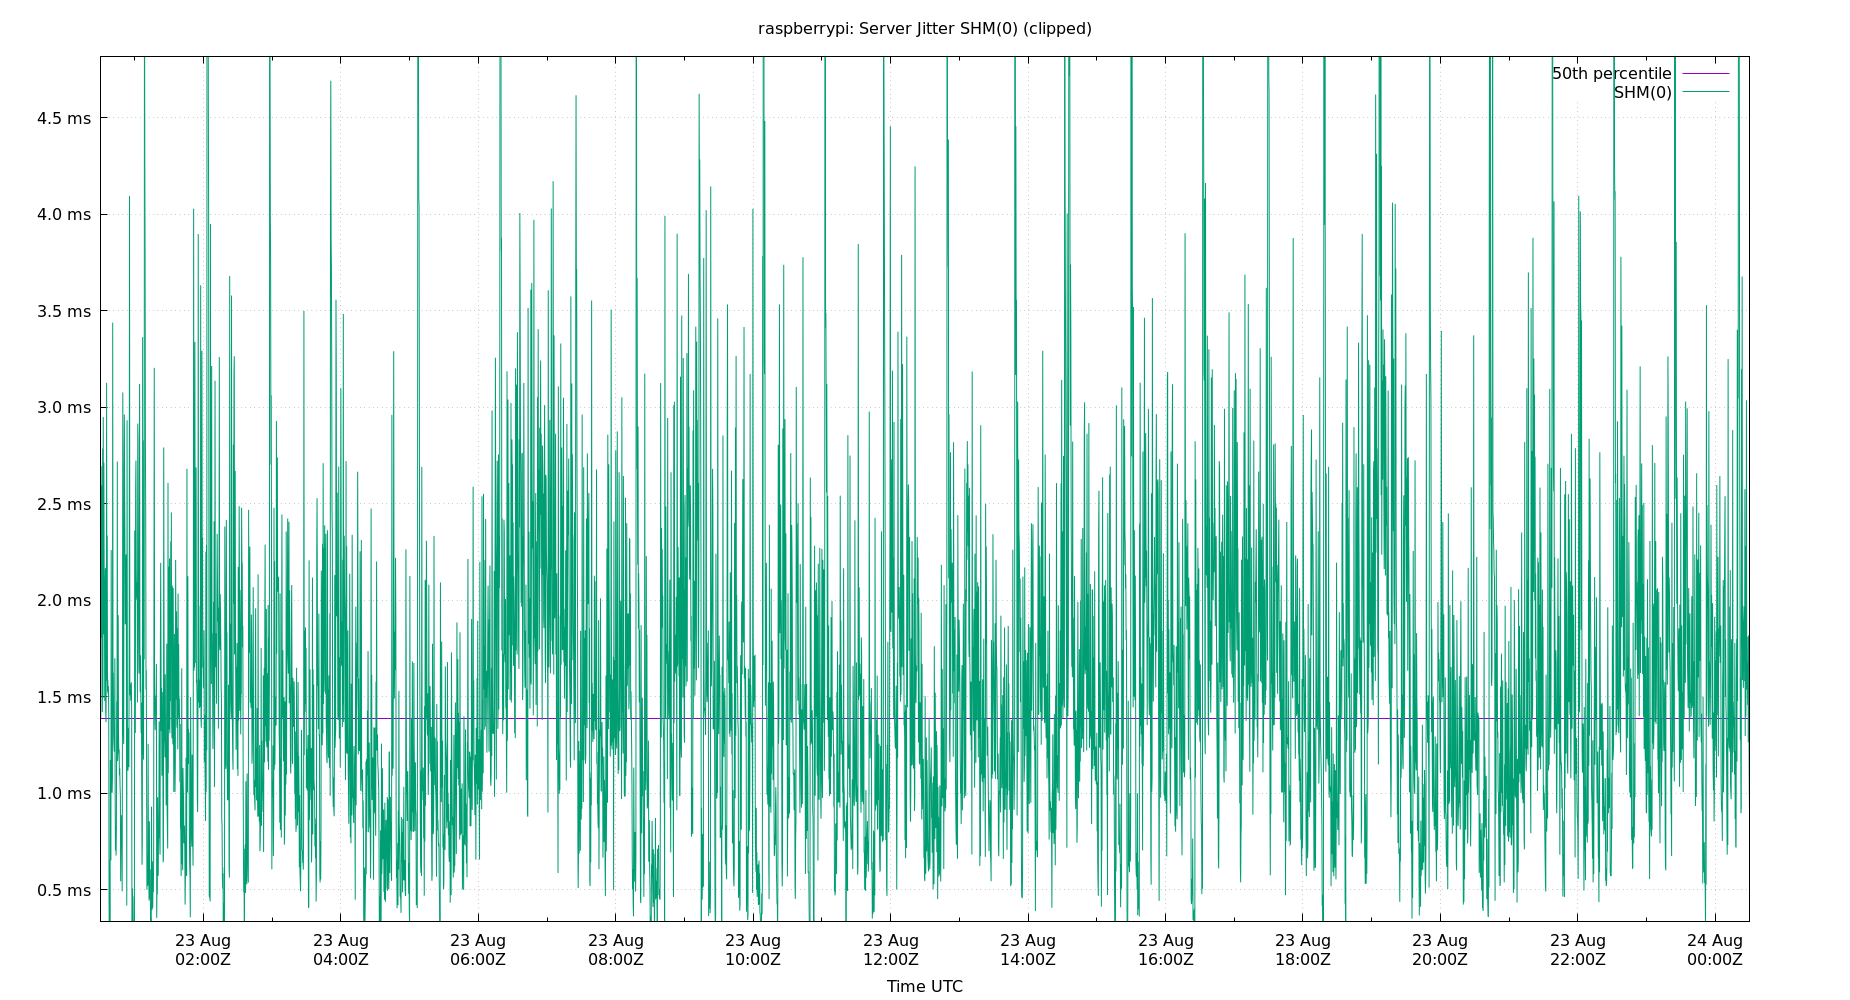 raspberrypi: Server Jitter SHM(0) (clipped)
50th percentile
SHM(0)
4.5 ms
4.0 ms
3.5 ms
3.0 ms
2.5 ms
2.0 ms
1.5 ms
1.0 ms
0.5 ms
23 Aug 23 Aug 23 Aug 23 Aug 23 Aug 23 Aug 23 Aug 23 Aug 23 Aug 23 Aug 23 Aug 24 Aug
02:00Z 04:00Z 06:00Z 08:00Z 10:00Z 12:00Z 14:00Z 16:00Z 18:00Z 20:00Z 22:00Z 00:00Z
Time UTC